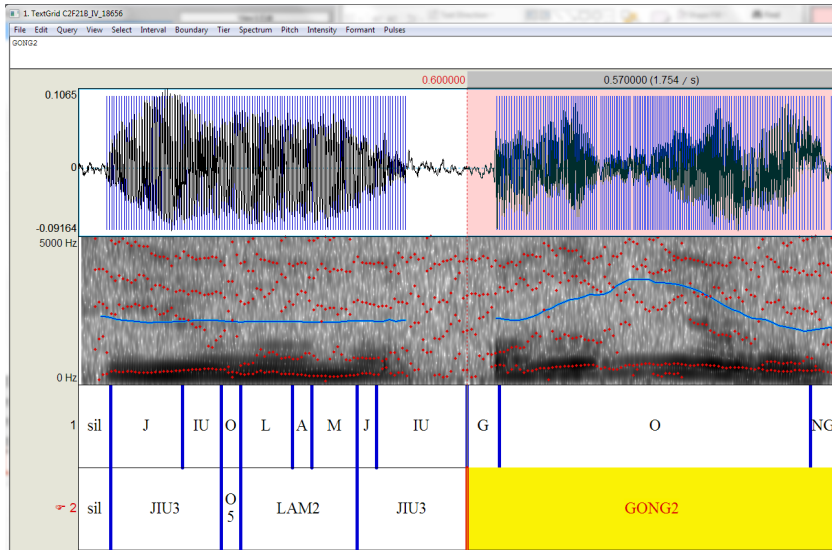 1. TextGrid C2F21B_IV_18656
File Edit Query View Select Interval Boundary Tier Spectrum Pitch Intensity Formant Pulses
GONG2
0.600000 0.570000 (1.754 / s)
0.1065
0
-0.09164
5000 Hz
0 Hz
1 sil J IU O L A M J IU G O NG
2 sil JIU3 O5 LAM2 JIU3 GONG2